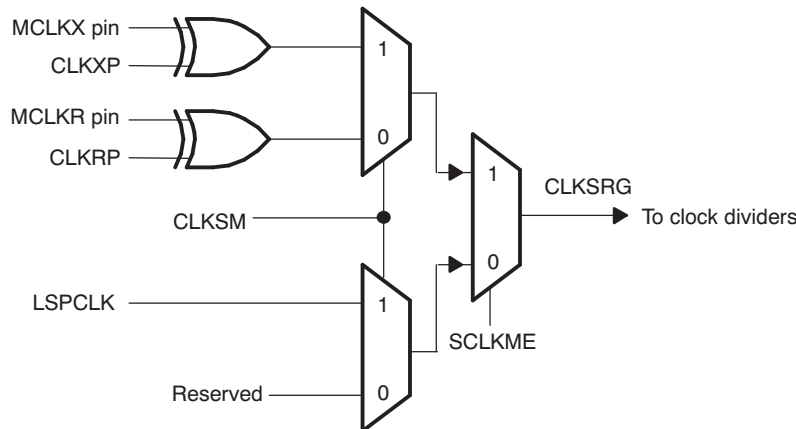 MCLKX pin
CLKXP
1
MCLKR pin
CLKRP
0
1
CLKSRG
To clock dividers
CLKSM
0
LSPCLK
1
SCLKME
Reserved
0